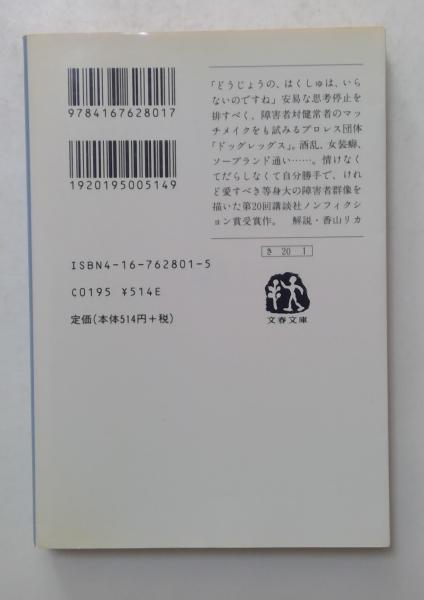 9784167628017
1920195005149
「どうじょうの、はくしゅは、いら
ないのですね」安易な思考停止を
排すべく、障害者対健常者のマッ
チメイクをも試みるプロレス団体
「ドッグレッグス」。酒乱、女装癖、
ソープランド通い……。情けなく
てだらしなくて自分勝手で、けれ
ど愛すべき等身大の障害者群像を
描いた第20回講談社ノンフィクシ
ョン賞受賞作。 解説・香山リカ
き 20 1
文春文庫
ISBN4-16-762801-5
C0195 ¥514E
定価(本体514円+税)